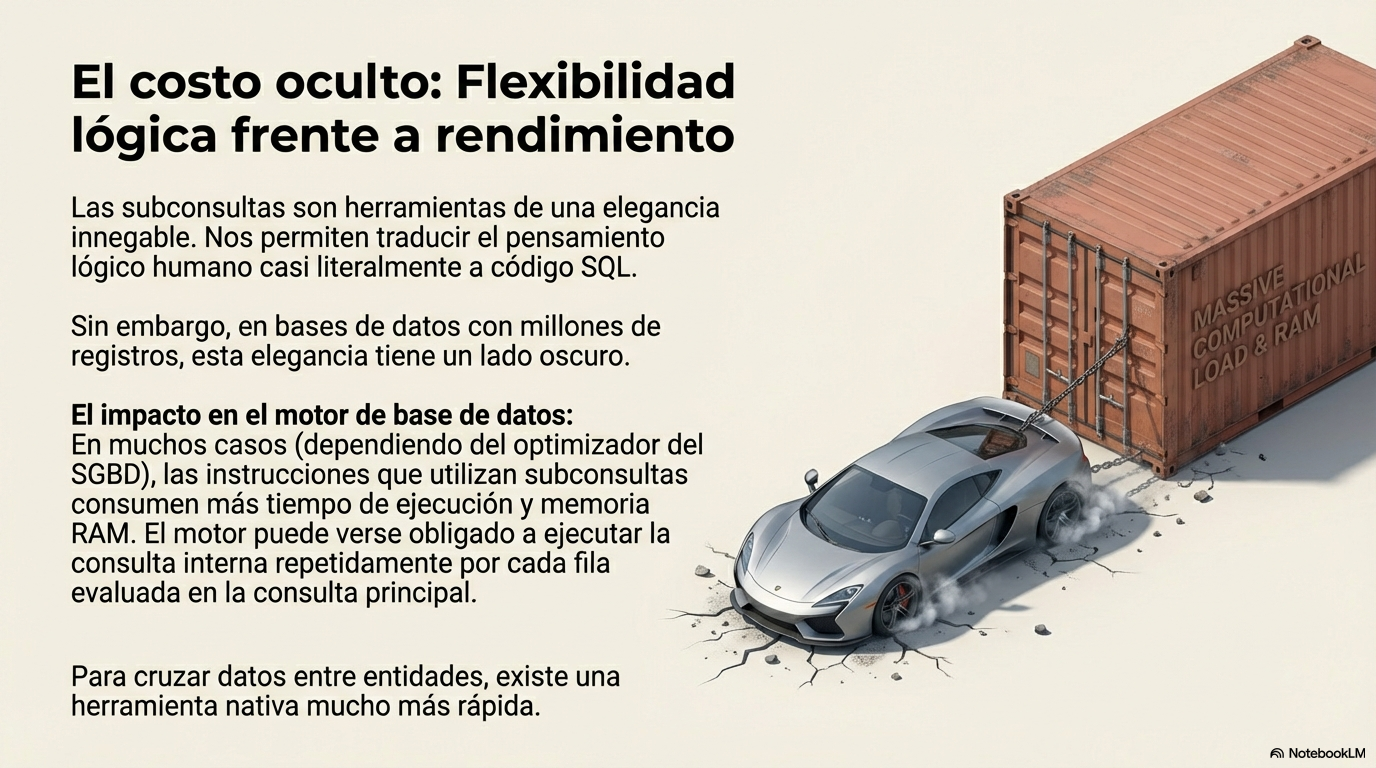 El costo oculto: Flexibilidad
lógica frente a rendimiento
Las subconsultas son herramientas de una elegancia
innegable. Nos permiten traducir el pensamiento
lógico humano casi literalmente a código SQL.
Sin embargo, en bases de datos con millones de
registros, esta elegancia tiene un lado oscuro.
El impacto en el motor de base de datos:
En muchos casos (dependiendo del optimizador del
SGBD), las instrucciones que utilizan subconsultas
consumen más tiempo de ejecución y memoria
RAM. El motor puede verse obligado a ejecutar la
consulta interna repetidamente por cada fila
evaluada en la consulta principal.
Para cruzar datos entre entidades, existe una
herramienta nativa mucho más rápida.
MASSIVE
COMPUTATIONAL
LOAD & RAM
NotebookLM